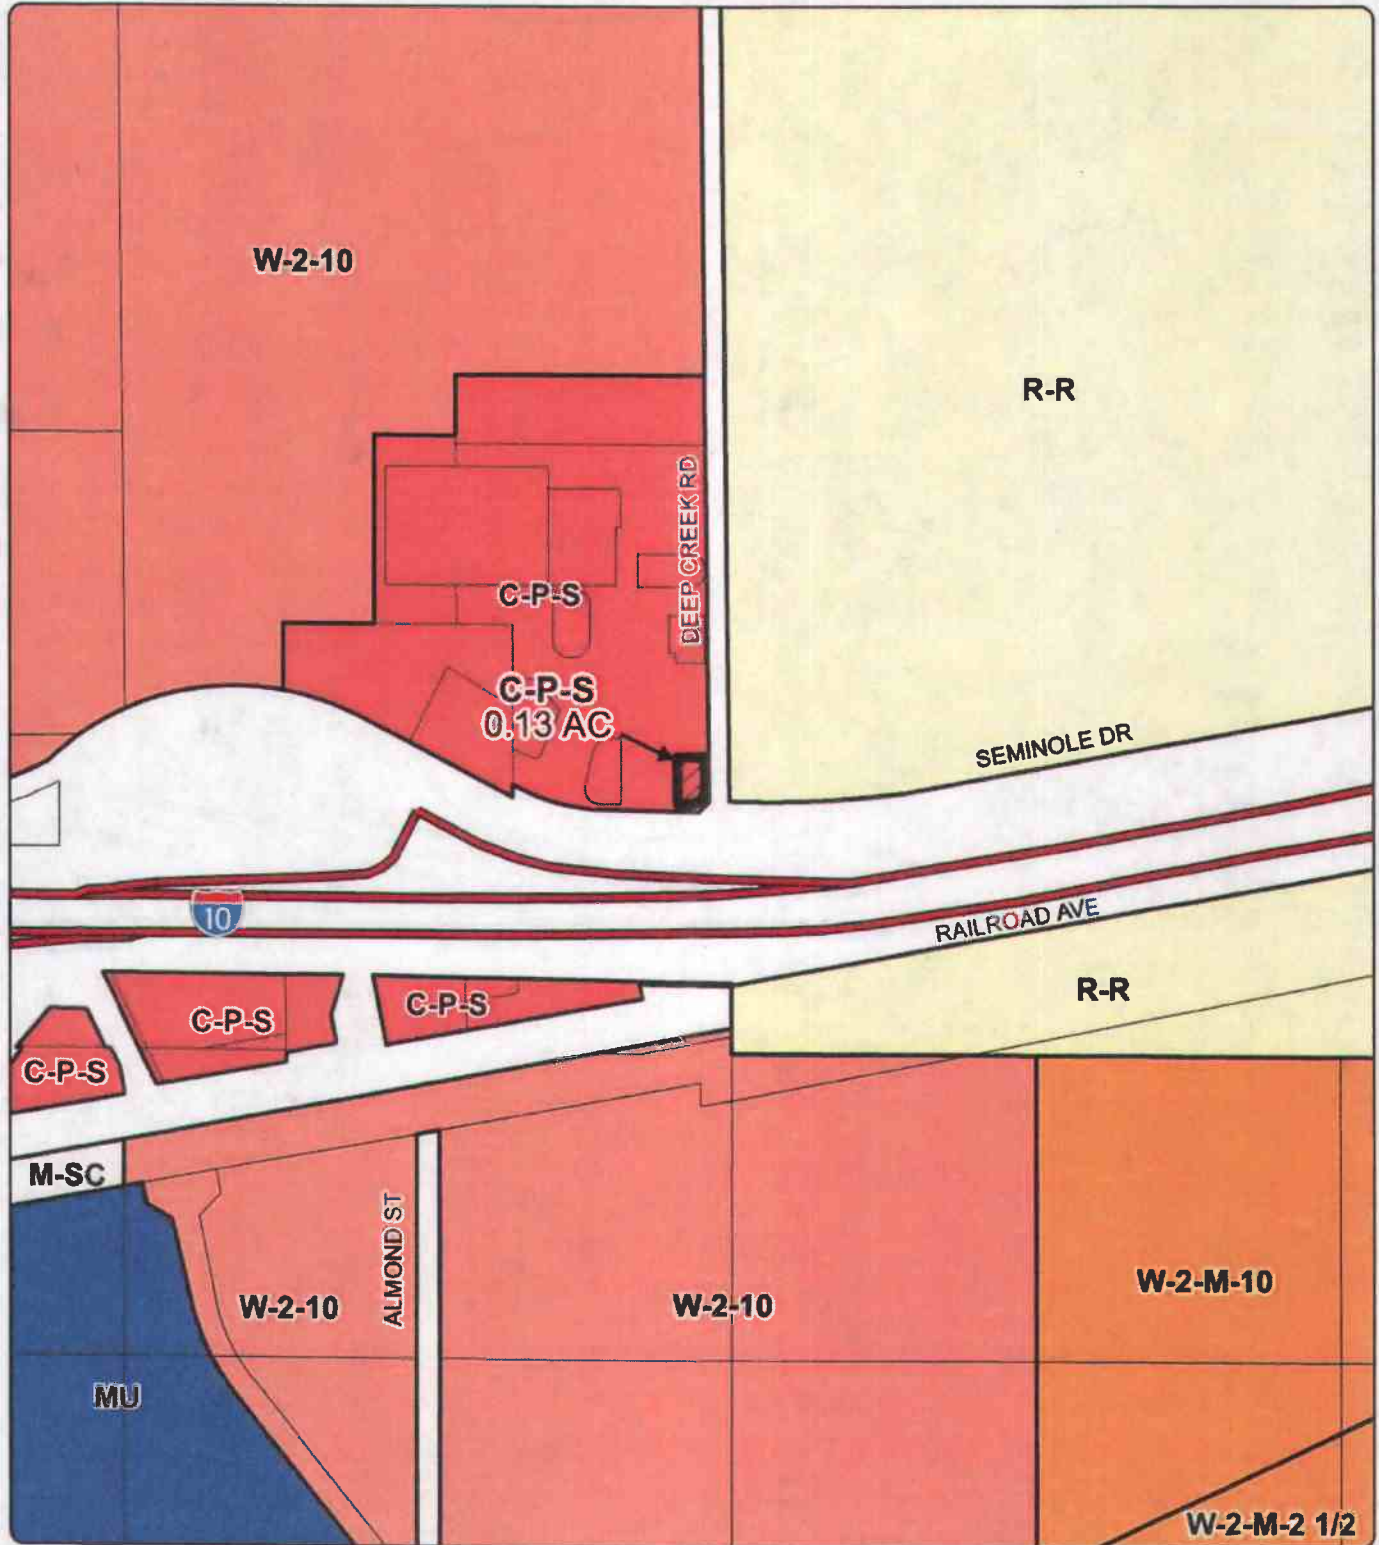 W-2-10
R-R
DEEP CREEK RD
C-P-S
C-P-S
0.13 AC
SEMINOLE DR
10
RAILROAD AVE
R-R
C-P-S
C-P-S
C-P-S
M-SC
ALMOND ST
W-2-M-10
W-2-10
W-2-10
MU
W-2-M-2 1/2